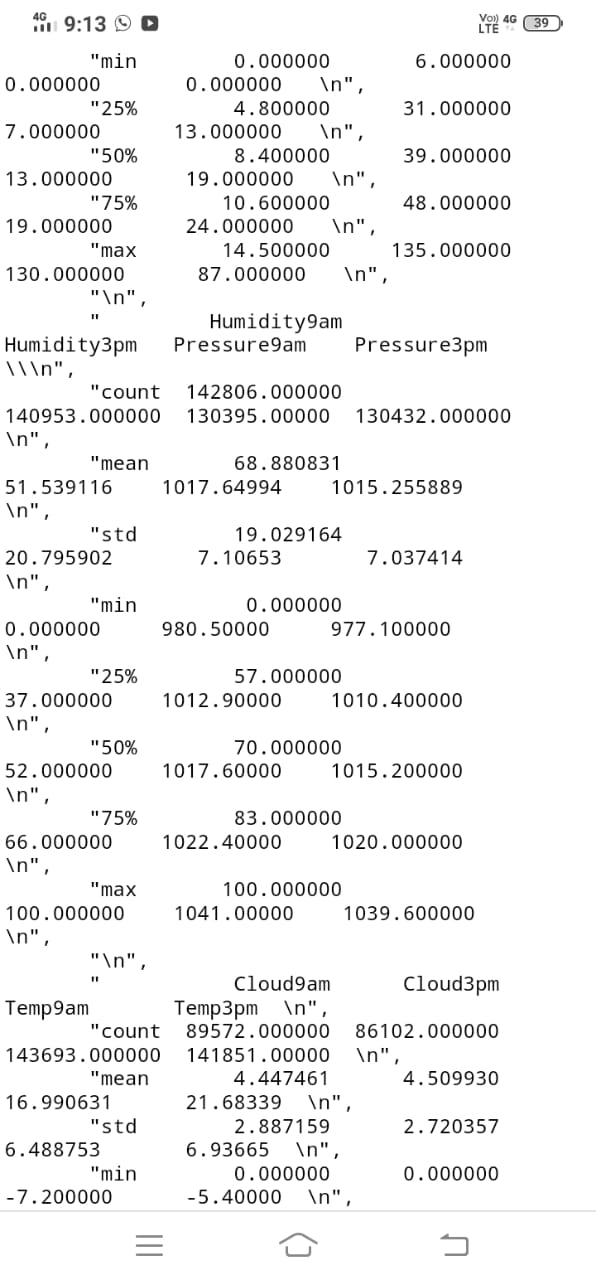 4G 9:13 Vo)) LTE 4G 39
"min 0.000000 6.000000
0.000000 0.000000 \n",
"25% 4.800000 31.000000
7.000000 13.000000 \n",
"50% 8.400000 39.000000
13.000000 19.000000 \n",
"75% 10.600000 48.000000
19.000000 24.000000 \n",
"max 14.500000 135.000000
130.000000 87.000000 \n",
"\n",
" Humidity9am
Humidity3pm Pressure9am Pressure3pm
\\\n",
"count 142806.000000
140953.000000 130395.00000 130432.000000
\n",
"mean 68.880831
51.539116 1017.64994 1015.255889
\n",
"std 19.029164
20.795902 7.10653 7.037414
\n",
"min 0.000000
0.000000 980.50000 977.100000
\n",
"25% 57.000000
37.000000 1012.90000 1010.400000
\n",
"50% 70.000000
52.000000 1017.60000 1015.200000
\n",
"75% 83.000000
66.000000 1022.40000 1020.000000
\n",
"max 100.000000
100.000000 1041.00000 1039.600000
\n",
"\n",
" Cloud9am Cloud3pm
Temp9am Temp3pm \n",
"count 89572.000000 86102.000000
143693.000000 141851.00000 \n",
"mean 4.447461 4.509930
16.990631 21.68339 \n",
"std 2.887159 2.720357
6.488753 6.93665 \n",
"min 0.000000 0.000000
-7.200000 -5.40000 \n",